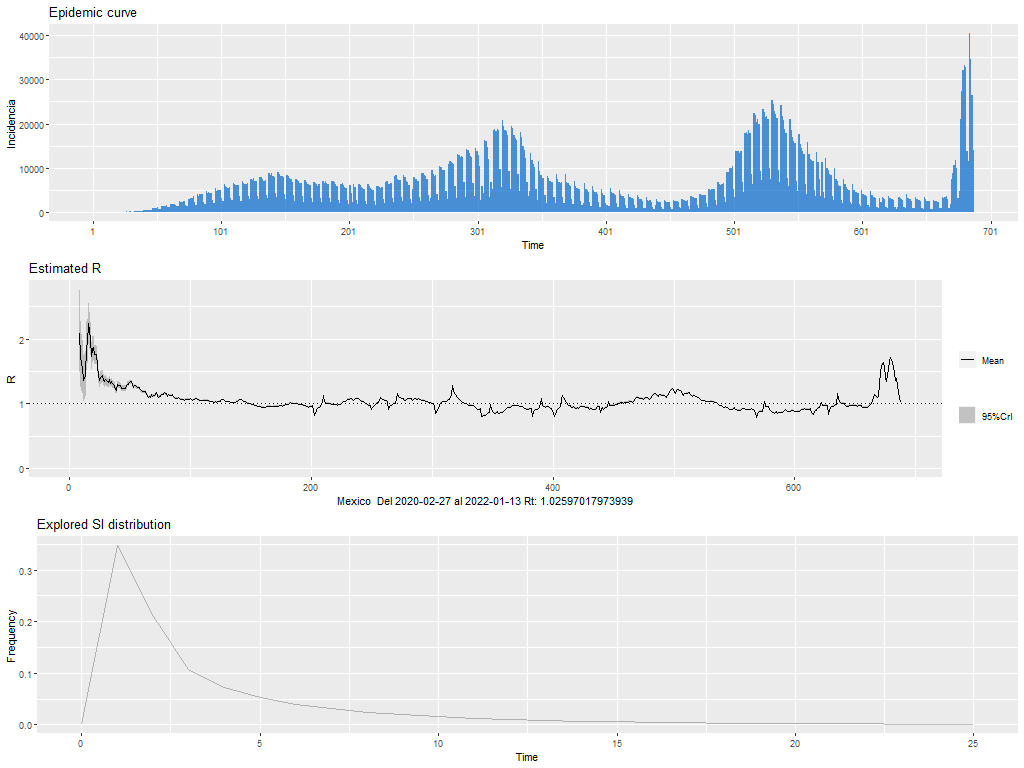 Epidemic curve
Incidencia
40000
30000
20000
10000
0
1 101 201 301 401 501 601 701
Time
Estimated R
R
2
1
0
0 200 400 600
Mexico Del 2020-02-27 al 2022-01-13 Rt: 1.02597017973939
Mean
95%CrI
Explored SI distribution
Frequency
0.3
0.2
0.1
0.0
0 5 10 15 20 25
Time